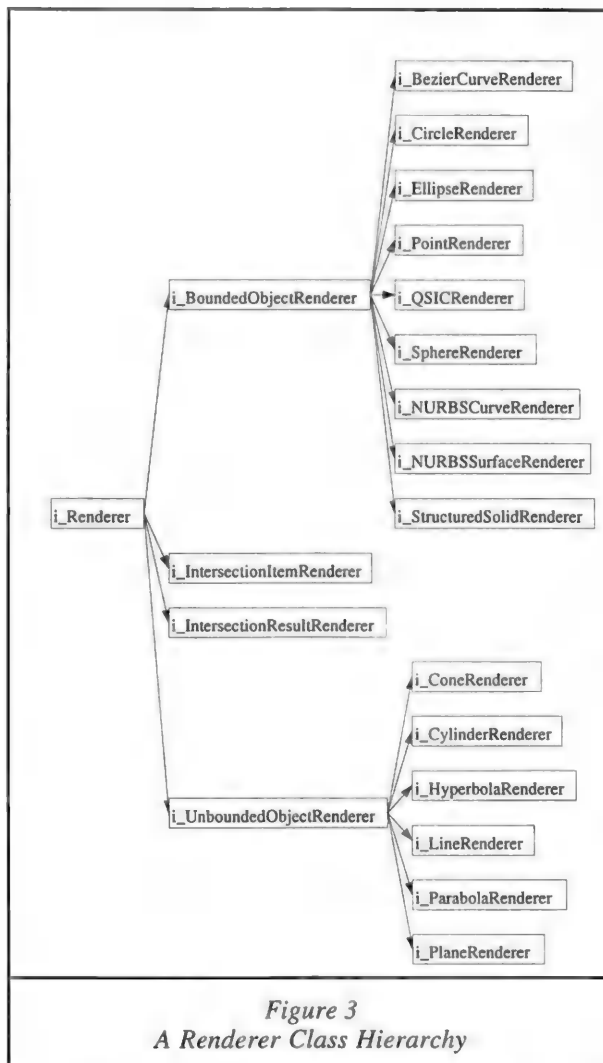 i_BezierCurveRenderer
i_CircleRenderer
i_EllipseRenderer
i_PointRenderer
i_BoundedObjectRenderer
i_QSICRenderer
i_SphereRenderer
i_NURBSCurveRenderer
i_NURBSSurfaceRenderer
i_Renderer
i_StructuredSolidRenderer
i_IntersectionItemRenderer
i_IntersectionResultRenderer
i_ConeRenderer
i_CylinderRenderer
i_HyperbolaRenderer
i_UnboundedObjectRenderer
i_LineRenderer
i_ParabolaRenderer
i_PlaneRenderer
Figure 3
A Renderer Class Hierarchy